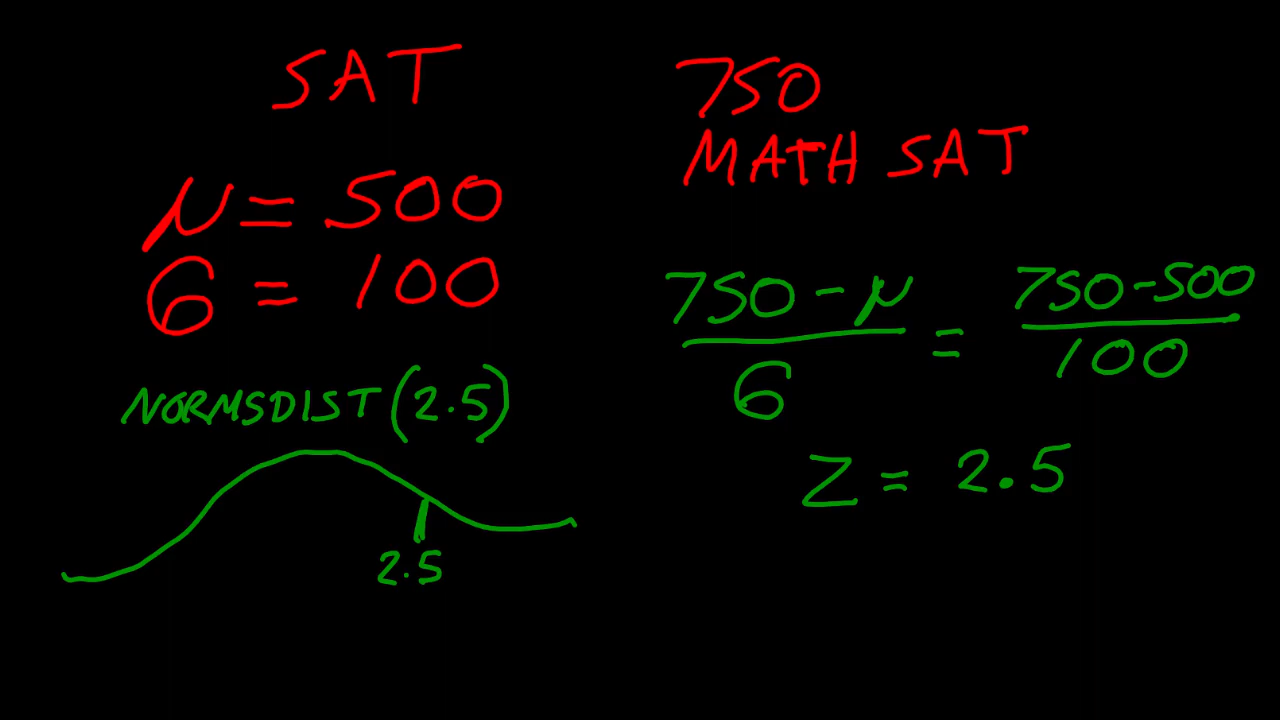 SAT
μ = 500
σ = 100
NORMSDIST(2.5)
2.5
750
MATH SAT
750 - μ / σ = 750 - 500 / 100
Z = 2.5